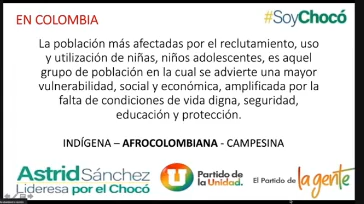 EN COLOMBIA
#SoyChocó
La población más afectadas por el reclutamiento, uso
y utilización de niñas, niños adolescentes, es aquel
grupo de población en la cual se advierte una mayor
vulnerabilidad, social y económica, amplificada por la
falta de condiciones de vida digna, seguridad,
educación y protección.
INDÍGENA – AFROCOLOMBIANA - CAMPESINA
Astrid Sánchez
Lideresa por el Chocó
U
Partido de
la Unidad.
El Partido de la gente